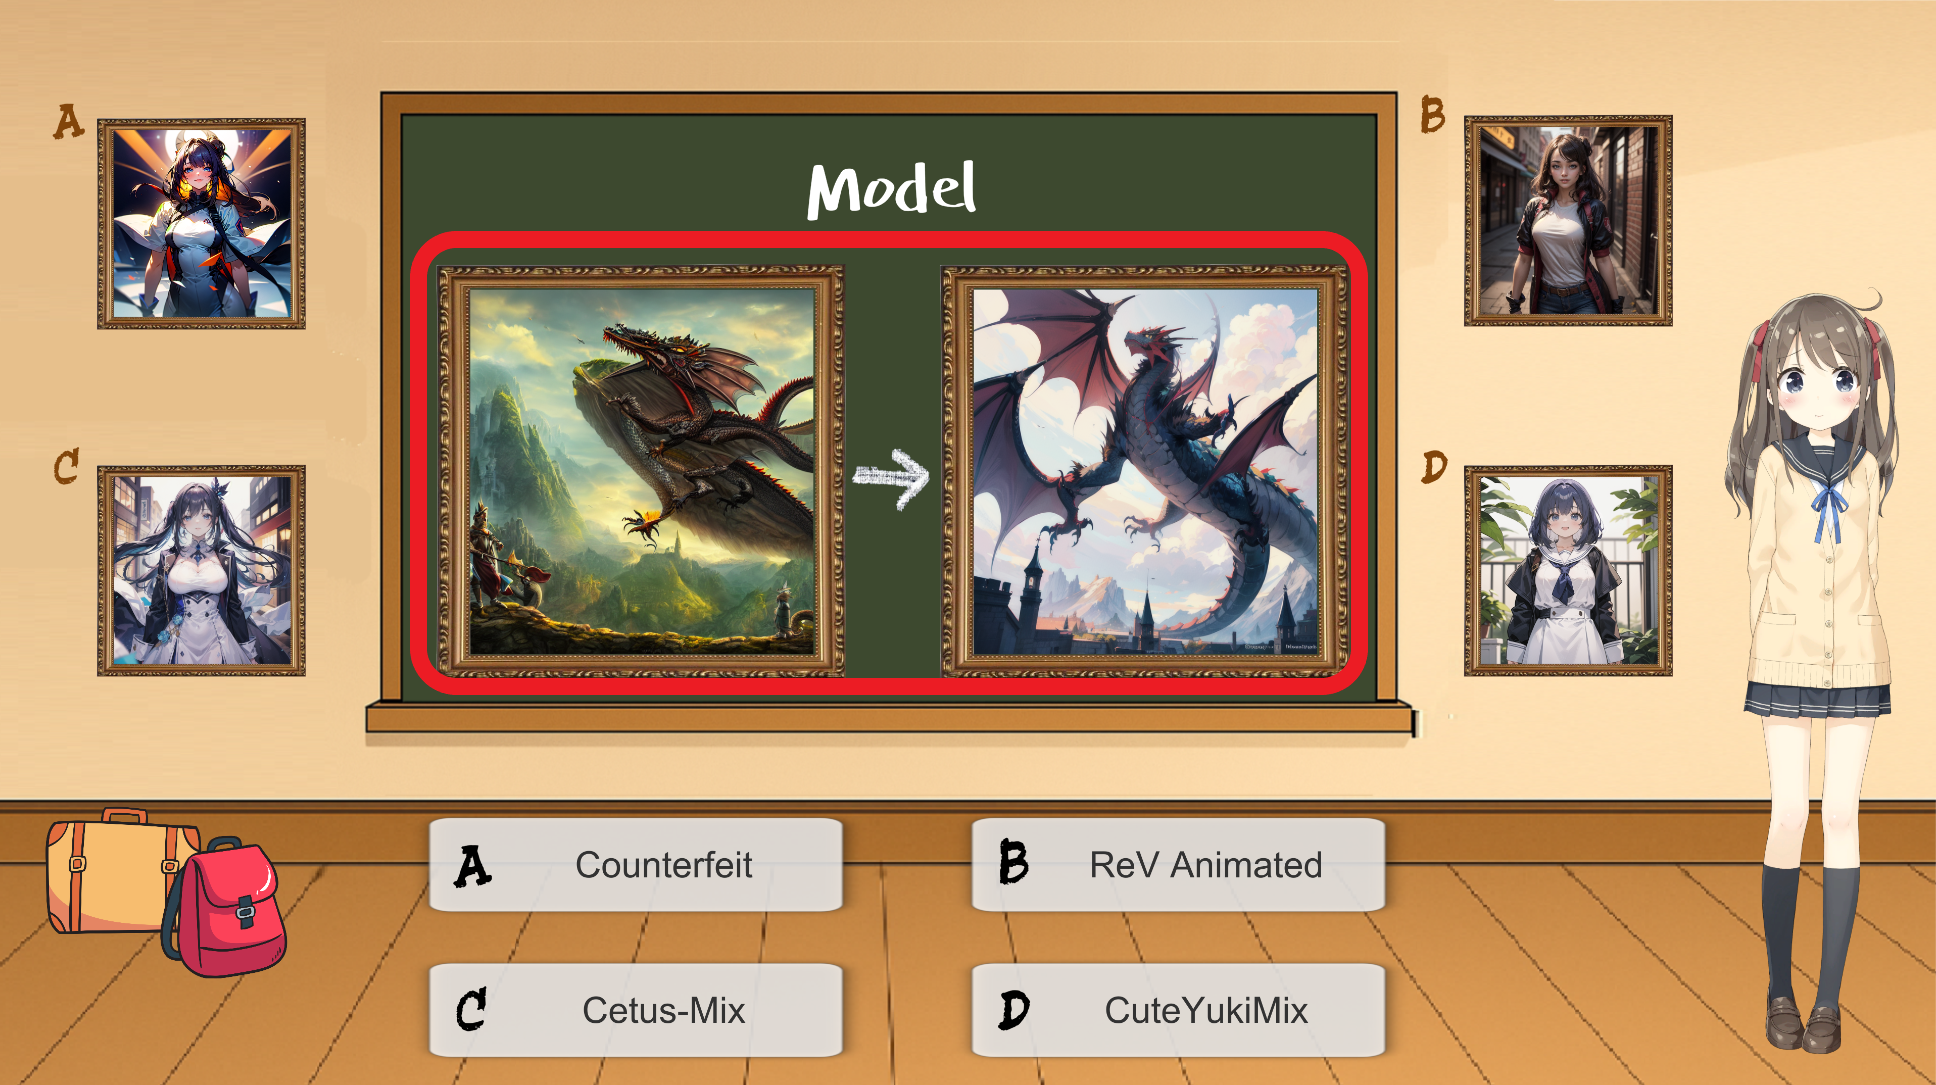 Model
A
B
C
D
A Counterfeit
B ReV Animated
C Cetus-Mix
D CuteYukiMix